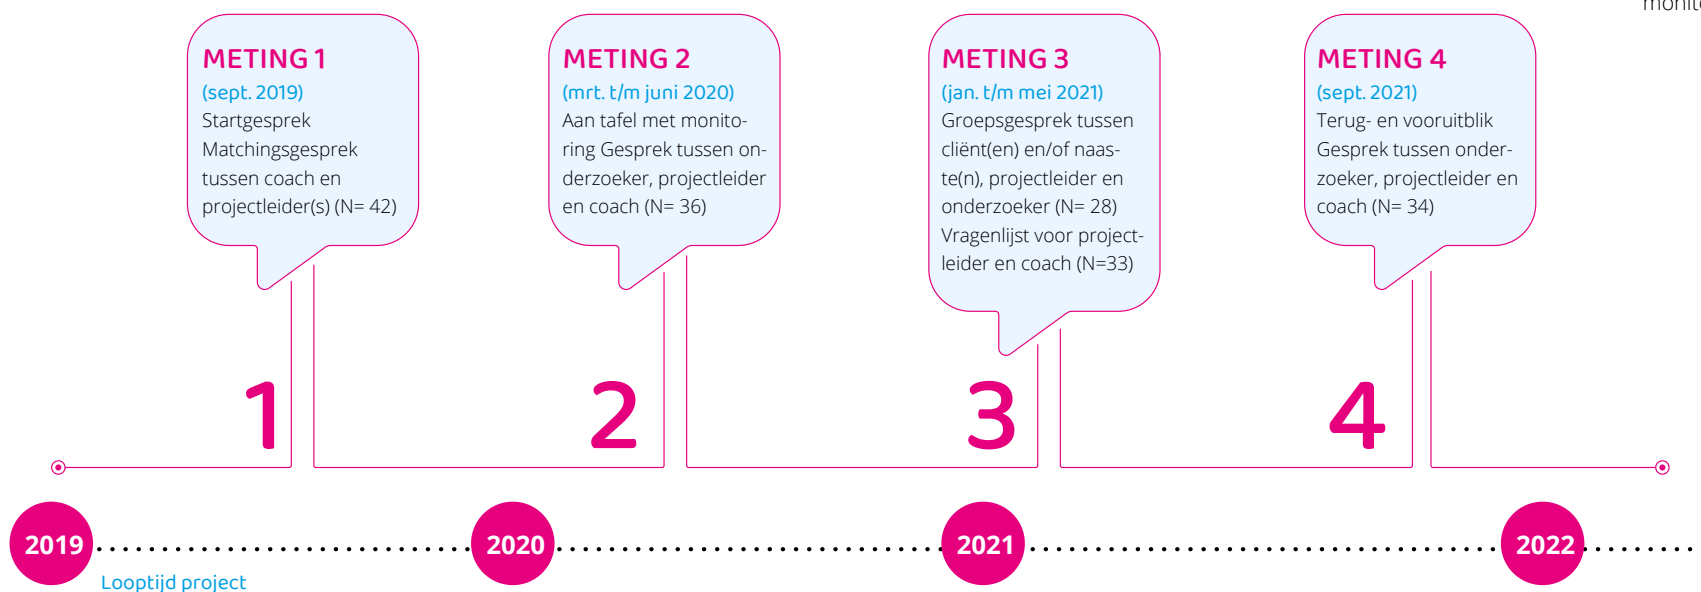 monit
METING 1
(sept. 2019)
Startgesprek
Matchingsgesprek
tussen coach en
projectleider(s) (N= 42)
METING 2
(mrt. t/m juni 2020)
Aan tafel met monito-
ring Gesprek tussen on-
derzoeker, projectleider
en coach (N= 36)
METING 3
(jan. t/m mei 2021)
Groepsgesprek tussen
cliënt(en) en/of naas-
te(n), projectleider en
onderzoeker (N= 28)
Vragenlijst voor project-
leider en coach (N=33)
METING 4
(sept. 2021)
Terug- en vooruitblik
Gesprek tussen onder-
zoeker, projectleider en
coach (N= 34)
1
2
3
4
2019
2020
2021
2022
Looptijd project